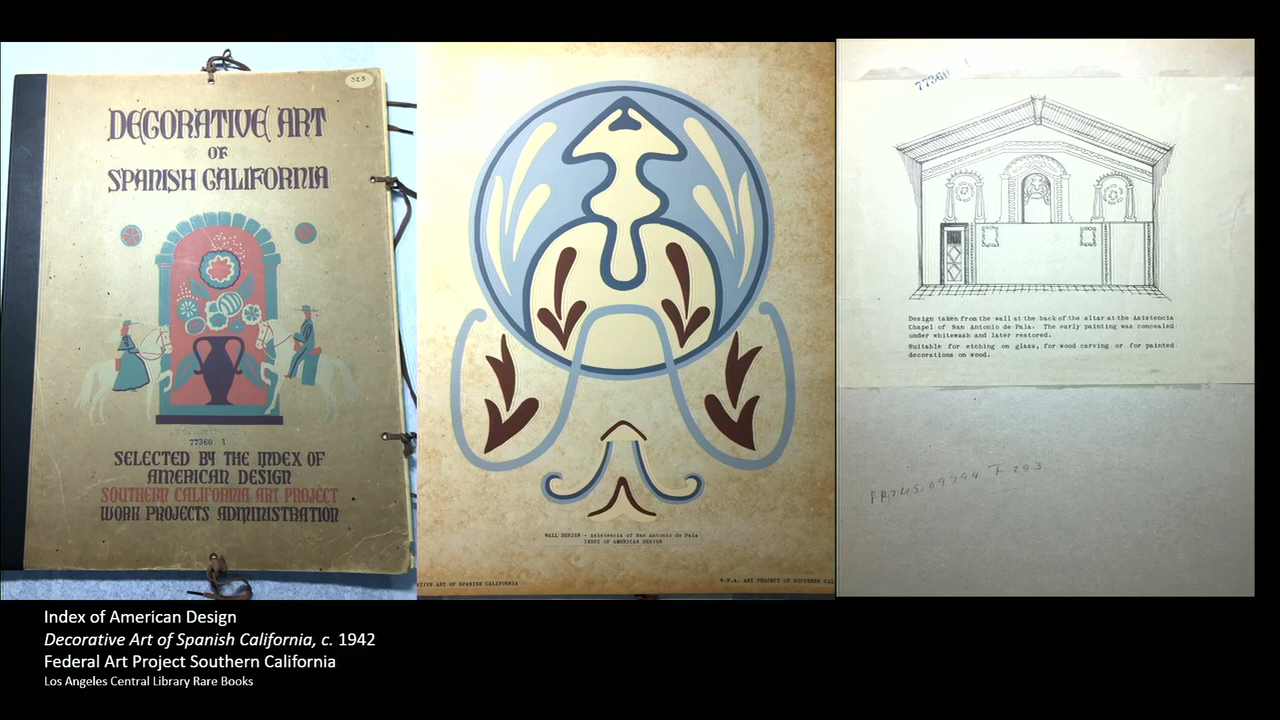 323
DECORATIVE ART
OF
SPANISH CALIFORNIA
77360 1
SELECTED BY THE INDEX OF
AMERICAN DESIGN
SOUTHERN CALIFORNIA ART PROJECT
WORK PROJECTS ADMINISTRATION
WALL DESIGN - Asistencia of San Antonio de Pala
INDEX OF AMERICAN DESIGN
ATIVE ART OF SPANISH CALIFORNIA
W.P.A. ART PROJECT OF SOUTHERN CAL
77360 1
Design taken from the wall at the back of the altar at the Asistencia
Chapel of San Antonio de Pala. The early painting was concealed
under whitewash and later restored.
Suitable for etching on glass, for wood carving or for painted
decorations on wood.
Index of American Design
Decorative Art of Spanish California, c. 1942
Federal Art Project Southern California
Los Angeles Central Library Rare Books